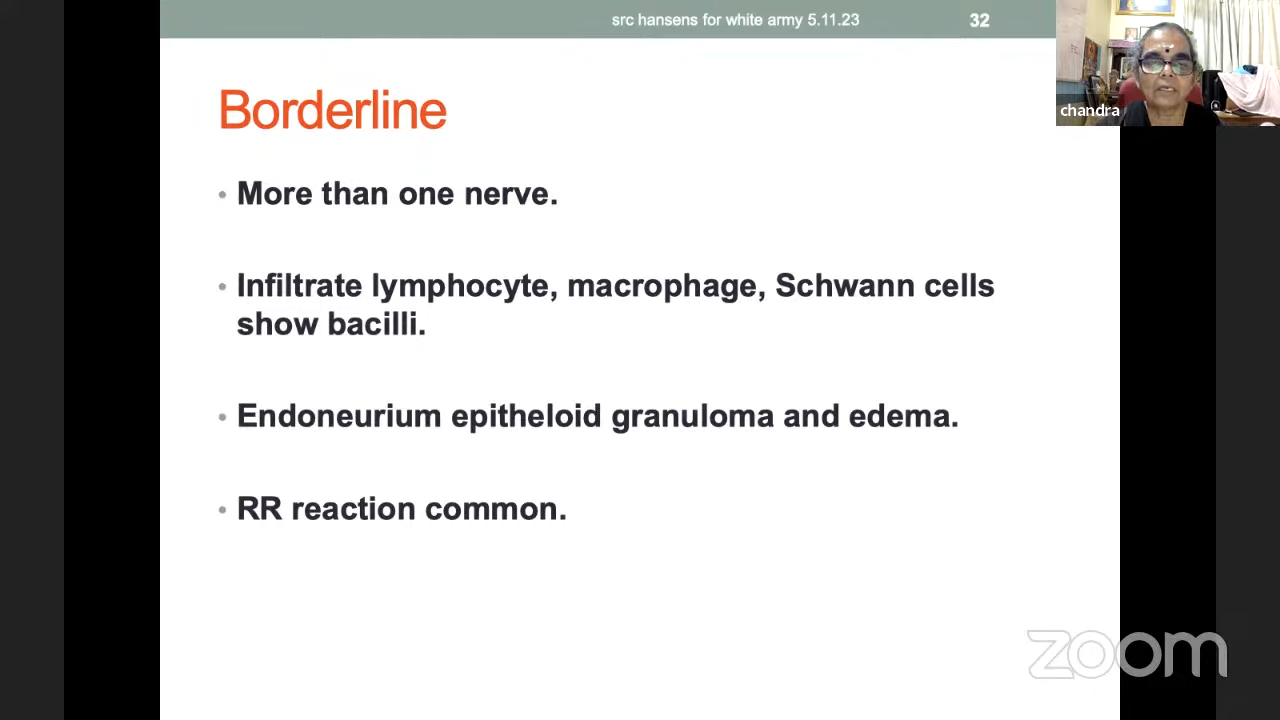 src hansens for white army 5.11.23
32
chandra
Borderline
• More than one nerve.
• Infiltrate lymphocyte, macrophage, Schwann cells
show bacilli.
• Endoneurium epitheloid granuloma and edema.
• RR reaction common.
zoom